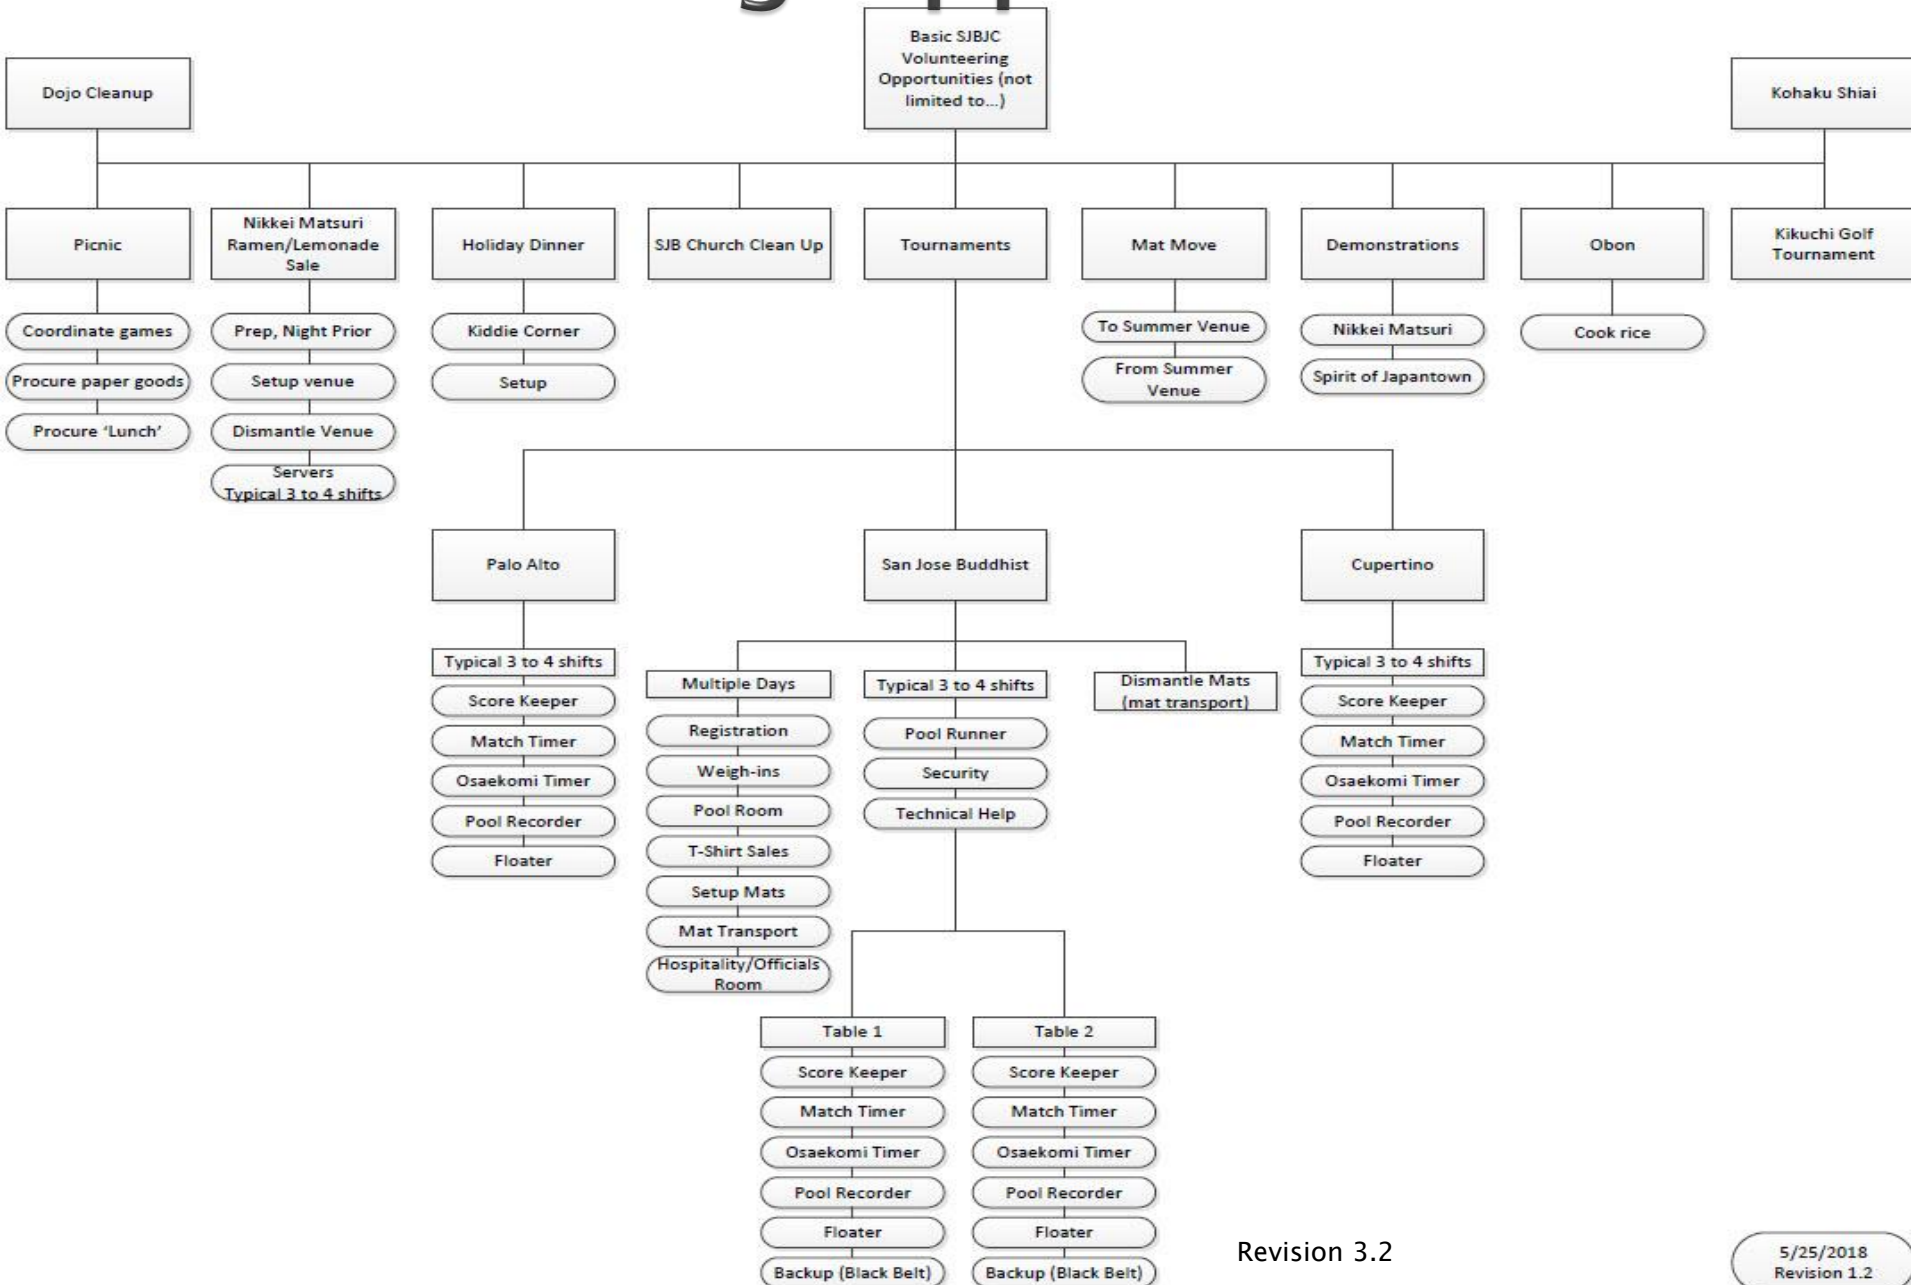 Basic SJBJC
Volunteering
Opportunities (not
limited to...)
Dojo Cleanup
Kohaku Shiai
Picnic
Nikkei Matsuri
Ramen/Lemonade
Sale
Holiday Dinner
SJB Church Clean Up
Tournaments
Mat Move
Demonstrations
Obon
Kikuchi Golf
Tournament
Coordinate games
Procure paper goods
Procure ‘Lunch’
Prep, Night Prior
Setup venue
Dismantle Venue
Servers
Typical 3 to 4 shifts
Kiddie Corner
Setup
To Summer Venue
From Summer
Venue
Nikkei Matsuri
Spirit of Japantown
Cook rice
Palo Alto
San Jose Buddhist
Cupertino
Typical 3 to 4 shifts
Score Keeper
Match Timer
Osaekomi Timer
Pool Recorder
Floater
Multiple Days
Registration
Weigh-ins
Pool Room
T-Shirt Sales
Setup Mats
Mat Transport
Hospitality/Officials
Room
Typical 3 to 4 shifts
Pool Runner
Security
Technical Help
Dismantle Mats
(mat transport)
Typical 3 to 4 shifts
Score Keeper
Match Timer
Osaekomi Timer
Pool Recorder
Floater
Table 1
Score Keeper
Match Timer
Osaekomi Timer
Pool Recorder
Floater
Backup (Black Belt)
Table 2
Score Keeper
Match Timer
Osaekomi Timer
Pool Recorder
Floater
Backup (Black Belt)
Revision 3.2
5/25/2018
Revision 1.2